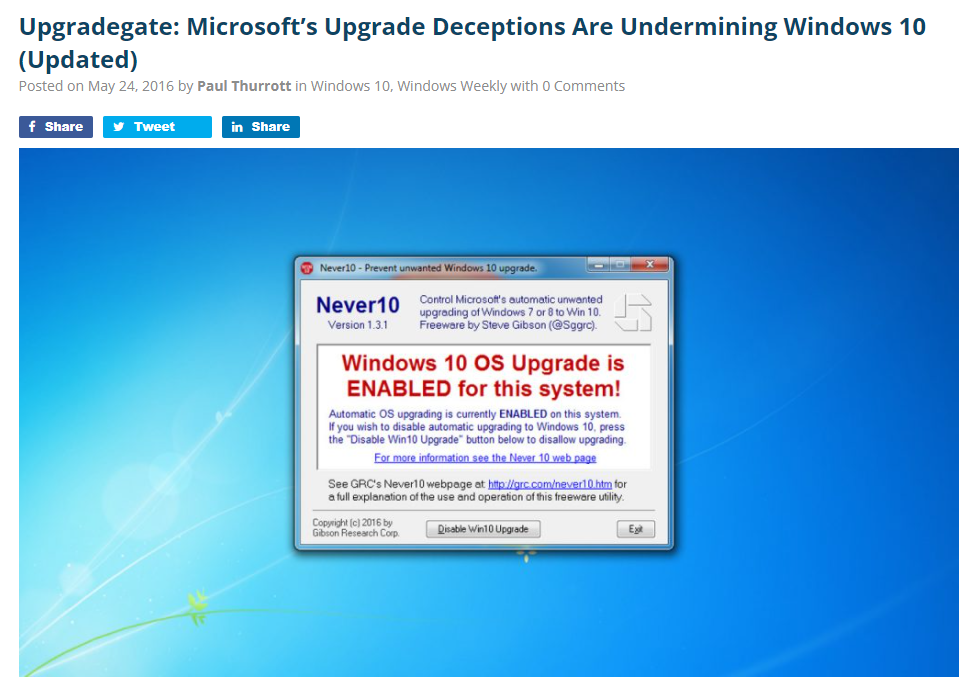 Upgradegate: Microsoft’s Upgrade Deceptions Are Undermining Windows 10
(Updated)
Posted on May 24, 2016 by Paul Thurrott in Windows 10, Windows Weekly with 0 Comments
f Share
Tweet
in Share
Never10 - Prevent unwanted Windows 10 upgrade.
Never10
Version 1.3.1
Control Microsoft's automatic unwanted
upgrading of Windows 7 or 8 to Win 10.
Freeware by Steve Gibson (@Sggrc).
Windows 10 OS Upgrade is
ENABLED for this system!
Automatic OS upgrading is currently ENABLED on this system.
If you wish to disable automatic upgrading to Windows 10, press
the "Disable Win10 Upgrade" button below to disallow upgrading.
For more information see the Never 10 web page
See GRC's Never10 webpage at: http://grc.com/never10.htm for
a full explanation of the use and operation of this freeware utility.
Copyright (c) 2016 by
Gibson Research Corp.
Disable Win10 Upgrade
Exit